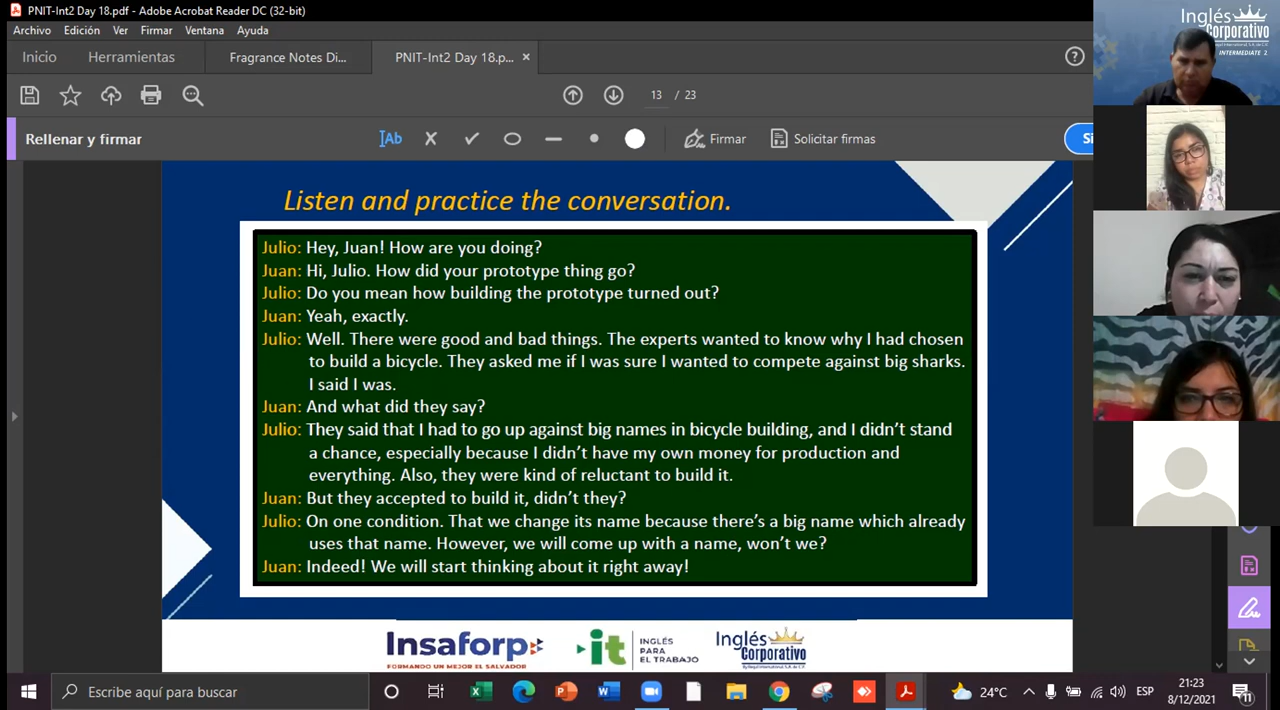 PNIT-Int2 Day 18.pdf - Adobe Acrobat Reader DC (32-bit)
Archivo Edición Ver Firmar Ventana Ayuda
Inicio Herramientas Fragrance Notes Di... PNIT-Int2 Day 18.p... ×
13 / 23
Rellenar y firmar
Ab Firmar Solicitar firmas Si
Listen and practice the conversation.
Julio: Hey, Juan! How are you doing?
Juan: Hi, Julio. How did your prototype thing go?
Julio: Do you mean how building the prototype turned out?
Juan: Yeah, exactly.
Julio: Well. There were good and bad things. The experts wanted to know why I had chosen
to build a bicycle. They asked me if I was sure I wanted to compete against big sharks.
I said I was.
Juan: And what did they say?
Julio: They said that I had to go up against big names in bicycle building, and I didn't stand
a chance, especially because I didn't have my own money for production and
everything. Also, they were kind of reluctant to build it.
Juan: But they accepted to build it, didn't they?
Julio: On one condition. That we change its name because there's a big name which already
uses that name. However, we will come up with a name, won't we?
Juan: Indeed! We will start thinking about it right away!
Insaforp
FORMANDO UN MEJOR EL SALVADOR
it
INGLÉS
PARA
EL TRABAJO
Inglés
Corporativo
By Regal International, S.A. de C.V.
Inglés
Corporativo
INTERMEDIATE 2
Escribe aquí para buscar
24°C
ESP
21:23
8/12/2021
11